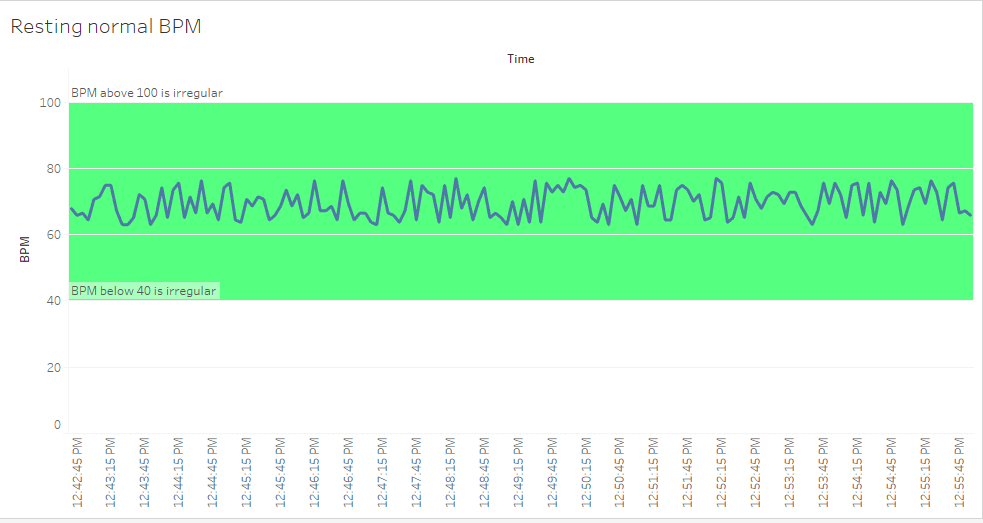 Resting normal BPM
Time
BPM above 100 is irregular
100
80
60
BPM
BPM below 40 is irregular
40
20
0
12:42:45 PM
12:43:15 PM
12:43:45 PM
12:44:15 PM
12:44:45 PM
12:45:15 PM
12:45:45 PM
12:46:15 PM
12:46:45 PM
12:47:15 PM
12:47:45 PM
12:48:15 PM
12:48:45 PM
12:49:15 PM
12:49:45 PM
12:50:15 PM
12:50:45 PM
12:51:15 PM
12:51:45 PM
12:52:15 PM
12:52:45 PM
12:53:15 PM
12:53:45 PM
12:54:15 PM
12:54:45 PM
12:55:15 PM
12:55:45 PM